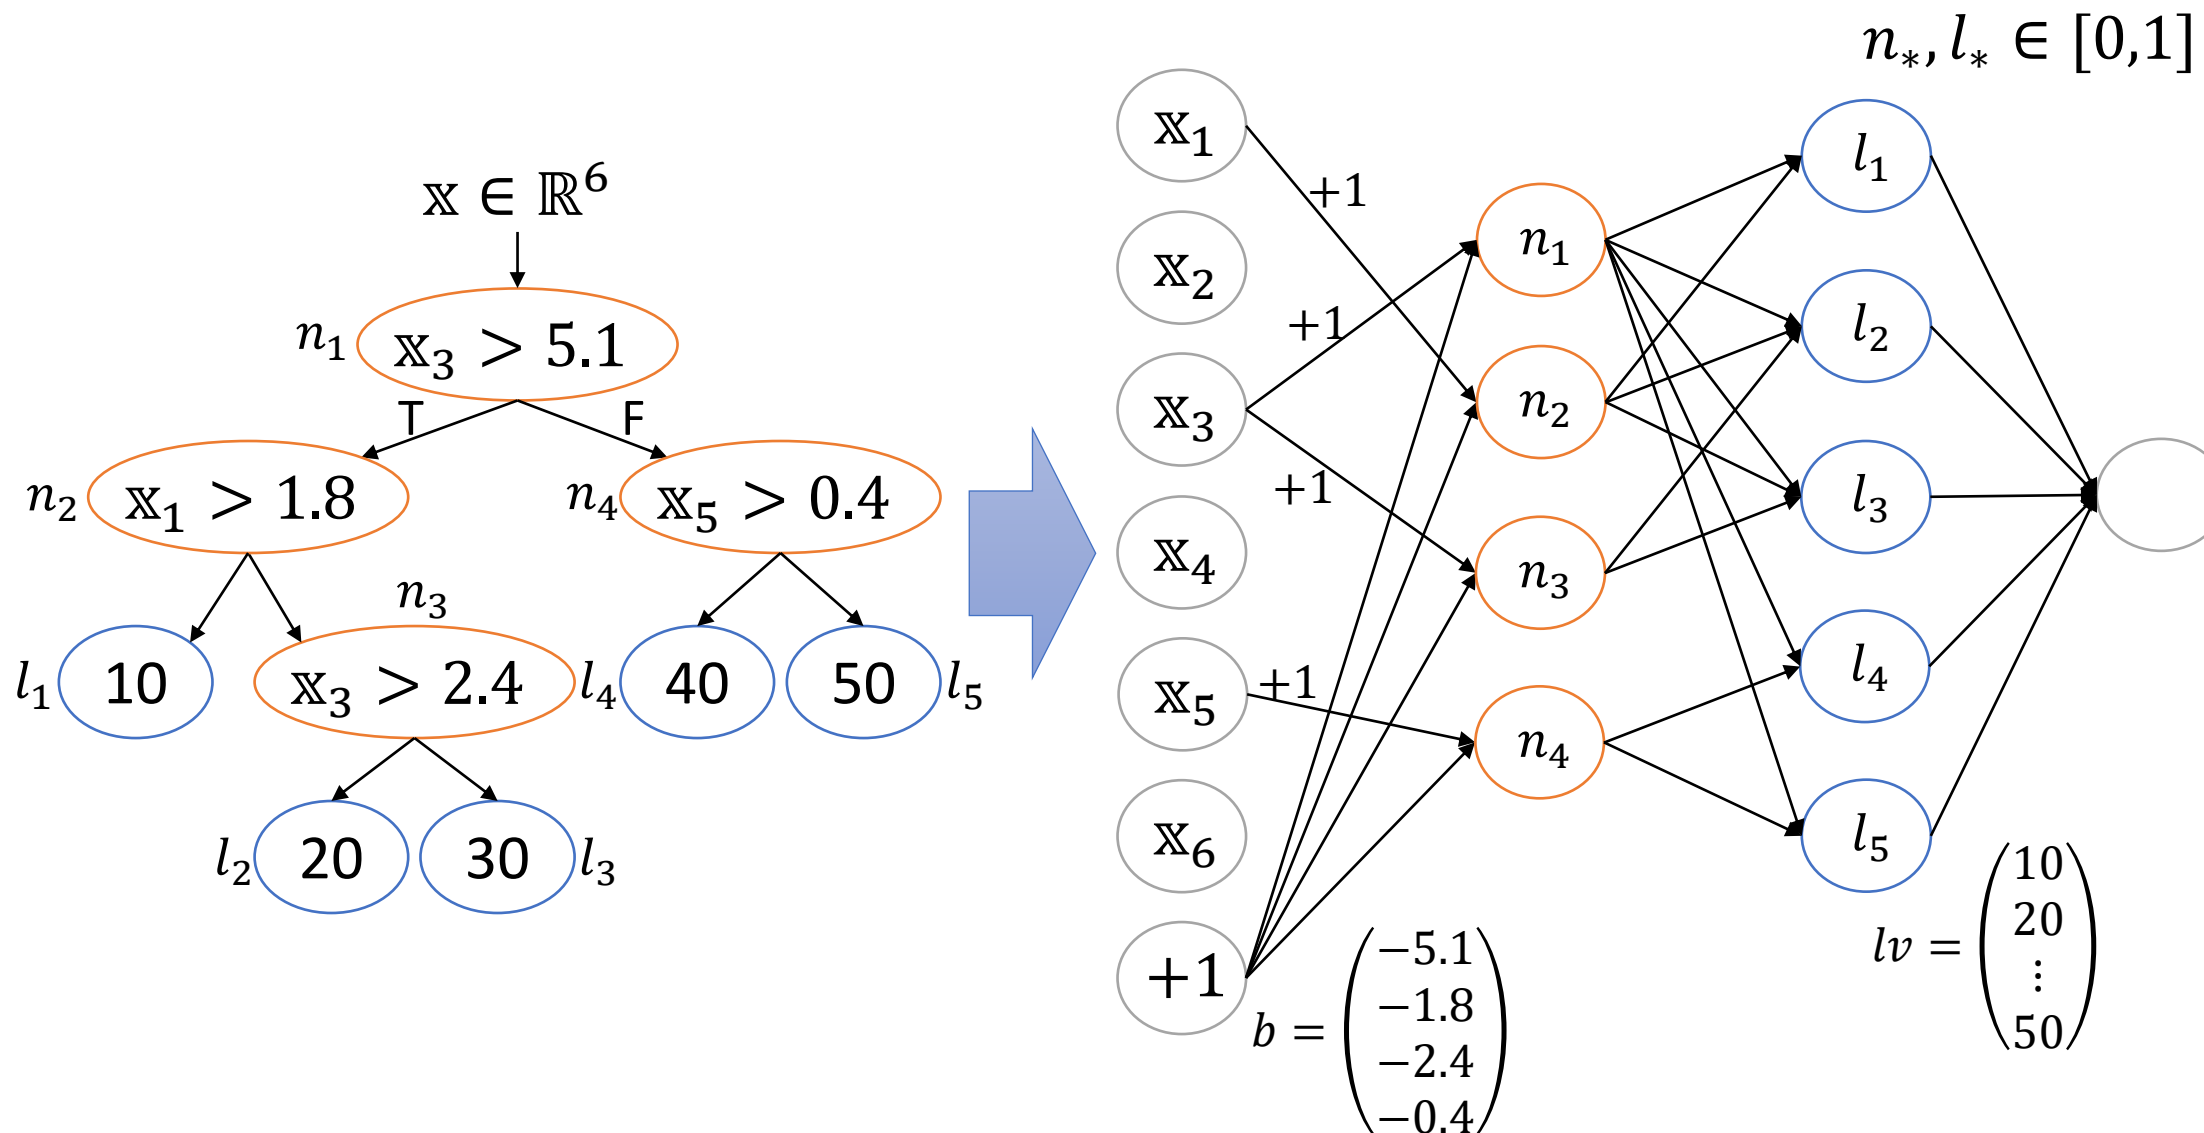 𝕩 ∈ ℝ⁶
n₁ 𝕩₃ > 5.1
T F
n₂ 𝕩₁ > 1.8
n₄ 𝕩₅ > 0.4
n₃
l₁ 10
𝕩₃ > 2.4
l₄ 40
50 l₅
l₂ 20
30 l₃
n∗, l∗ ∈ [0,1]
𝕩₁
𝕩₂
𝕩₃
𝕩₄
𝕩₅
𝕩₆
+1
+1
+1
+1
+1
b = (−5.1
−1.8
−2.4
−0.4)
n₁
n₂
n₃
n₄
l₁
l₂
l₃
l₄
l₅
lv = (10
20
⋮
50)